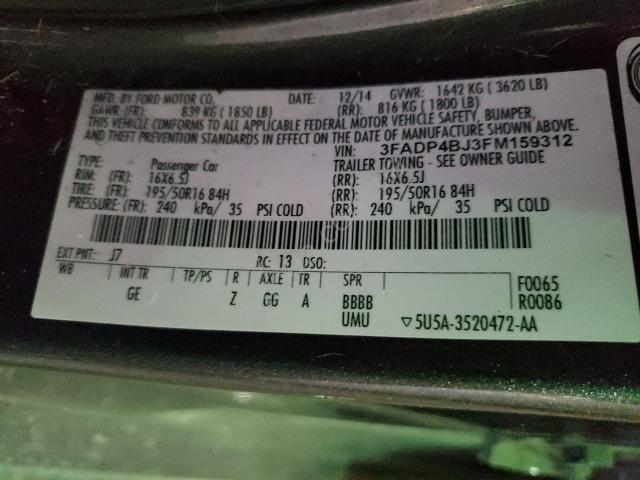 MFD. BY FORD MOTOR CO. DATE: 12/14 GVWR: 1642 KG ( 3620 LB)
GAWR: (FR): 839 KG ( 1850 LB) (RR): 816 KG ( 1800 LB)
THIS VEHICLE CONFORMS TO ALL APPLICABLE FEDERAL MOTOR VEHICLE SAFETY, BUMPER,
AND THEFT PREVENTION STANDARDS IN EFFECT ON THE DATE OF MANUFACTURE SHOWN ABOVE.
VIN: 3FADP4BJ3FM159312
TYPE: Passenger Car TRAILER TOWING - SEE OWNER GUIDE
RIM: (FR): 16X6.5J (RR): 16X6.5J
TIRE: (FR): 195/50R16 84H (RR): 195/50R16 84H
PRESSURE: (FR): 240 kPa/ 35 PSI COLD (RR): 240 kPa/ 35 PSI COLD
EXT PNT: J7 RC: 13 DSO:
WB INT TR TP/PS R AXLE TR SPR F0065
GE Z GG A BBBB R0086
UMU ▽5U5A-3520472-AA